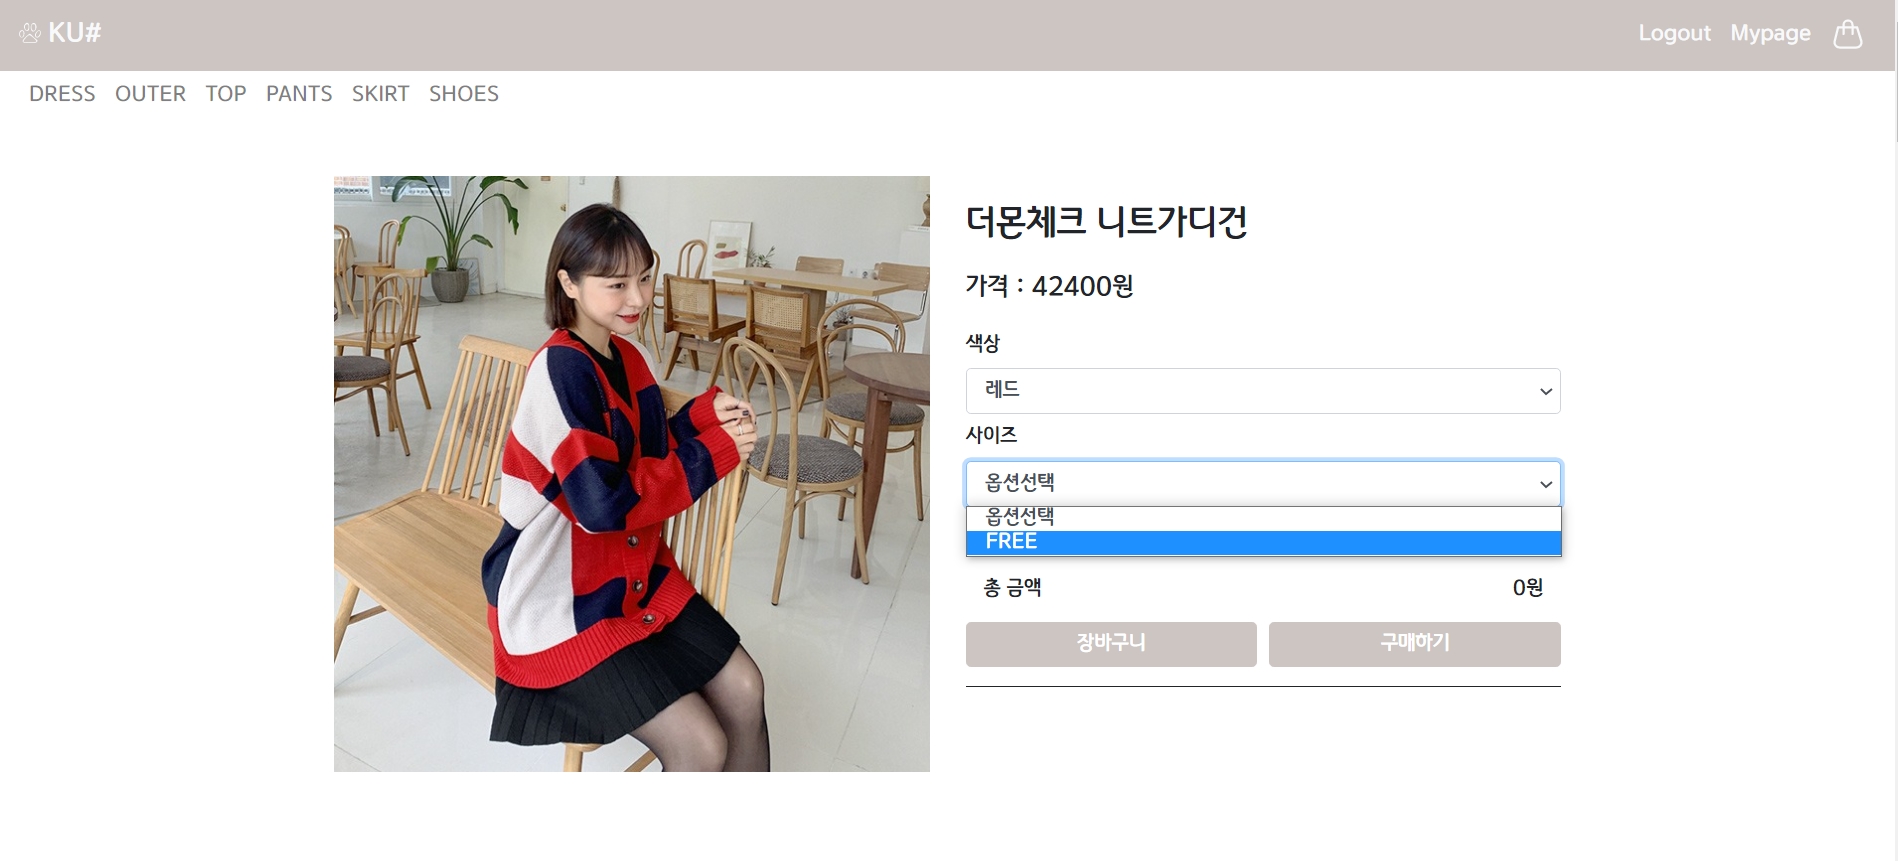 KU#
Logout Mypage
DRESS OUTER TOP PANTS SKIRT SHOES
더몬체크 니트가디건
가격 : 42400원
색상
레드
사이즈
옵션선택
옵션선택
FREE
총 금액 0원
장바구니 구매하기